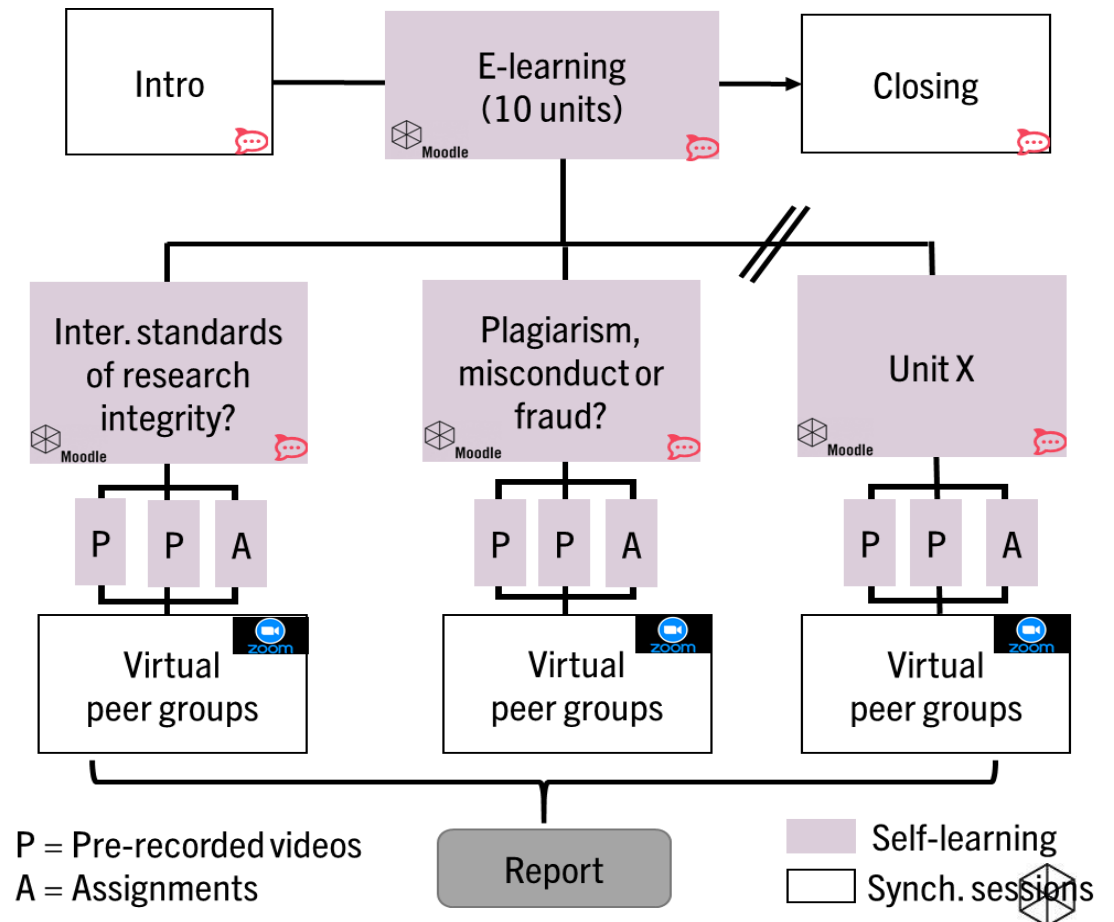 Intro
E-learning
(10 units)
Moodle
Closing
Inter. standards
of research
integrity?
Moodle
Plagiarism,
misconduct or
fraud?
Moodle
Unit X
Moodle
P P A
P P A
P P A
zoom
Virtual
peer groups
zoom
Virtual
peer groups
zoom
Virtual
peer groups
P = Pre-recorded videos
A = Assignments
Report
Self-learning
Synch. sessions